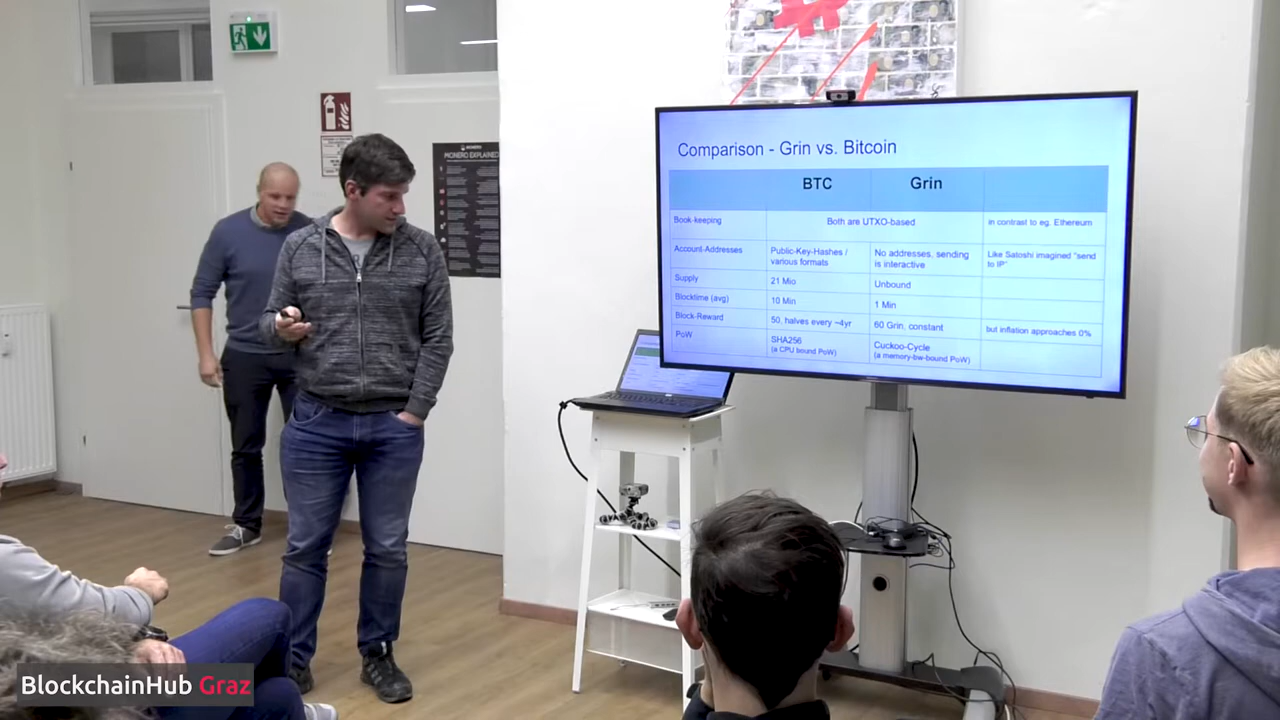 MONERO
MONERO EXPLAINED
Comparison - Grin vs. Bitcoin
BTC Grin
Book-keeping Both are UTXO-based in contrast to eg. Ethereum
Account-Addresses Public-Key-Hashes / No addresses, sending Like Satoshi imagined "send
various formats is interactive to IP"
Supply 21 Mio Unbound
Blocktime (avg) 10 Min 1 Min
Block-Reward 50, halves every ~4yr 60 Grin, constant but inflation approaches 0%
PoW SHA256 Cuckoo-Cycle
(a CPU bound PoW) (a memory-bw-bound PoW)
BlockchainHub Graz